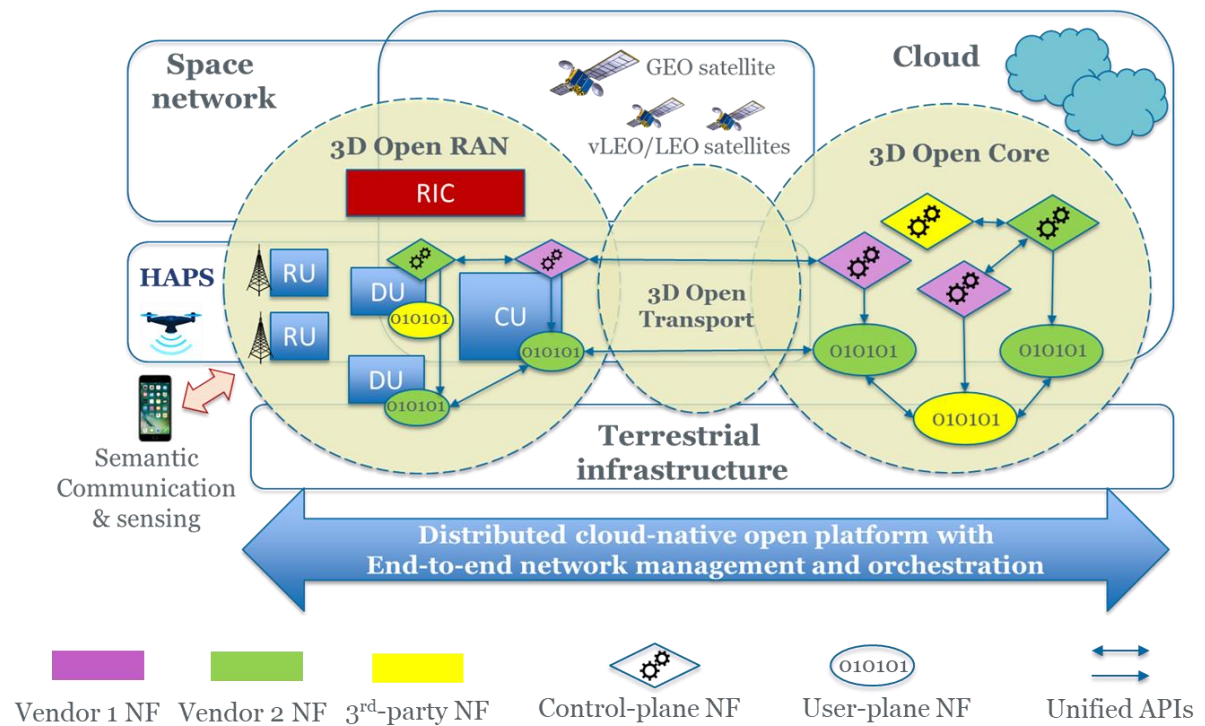 Space
network
GEO satellite
vLEO/LEO satellites
Cloud
3D Open RAN
3D Open Core
RIC
HAPS
RU
DU
010101
CU
3D Open
Transport
RU
010101
DU
010101
010101
010101
010101
Semantic
Communication
& sensing
Terrestrial
infrastructure
Distributed cloud-native open platform with
End-to-end network management and orchestration
Vendor 1 NF
Vendor 2 NF
3rd-party NF
Control-plane NF
010101
User-plane NF
Unified APIs